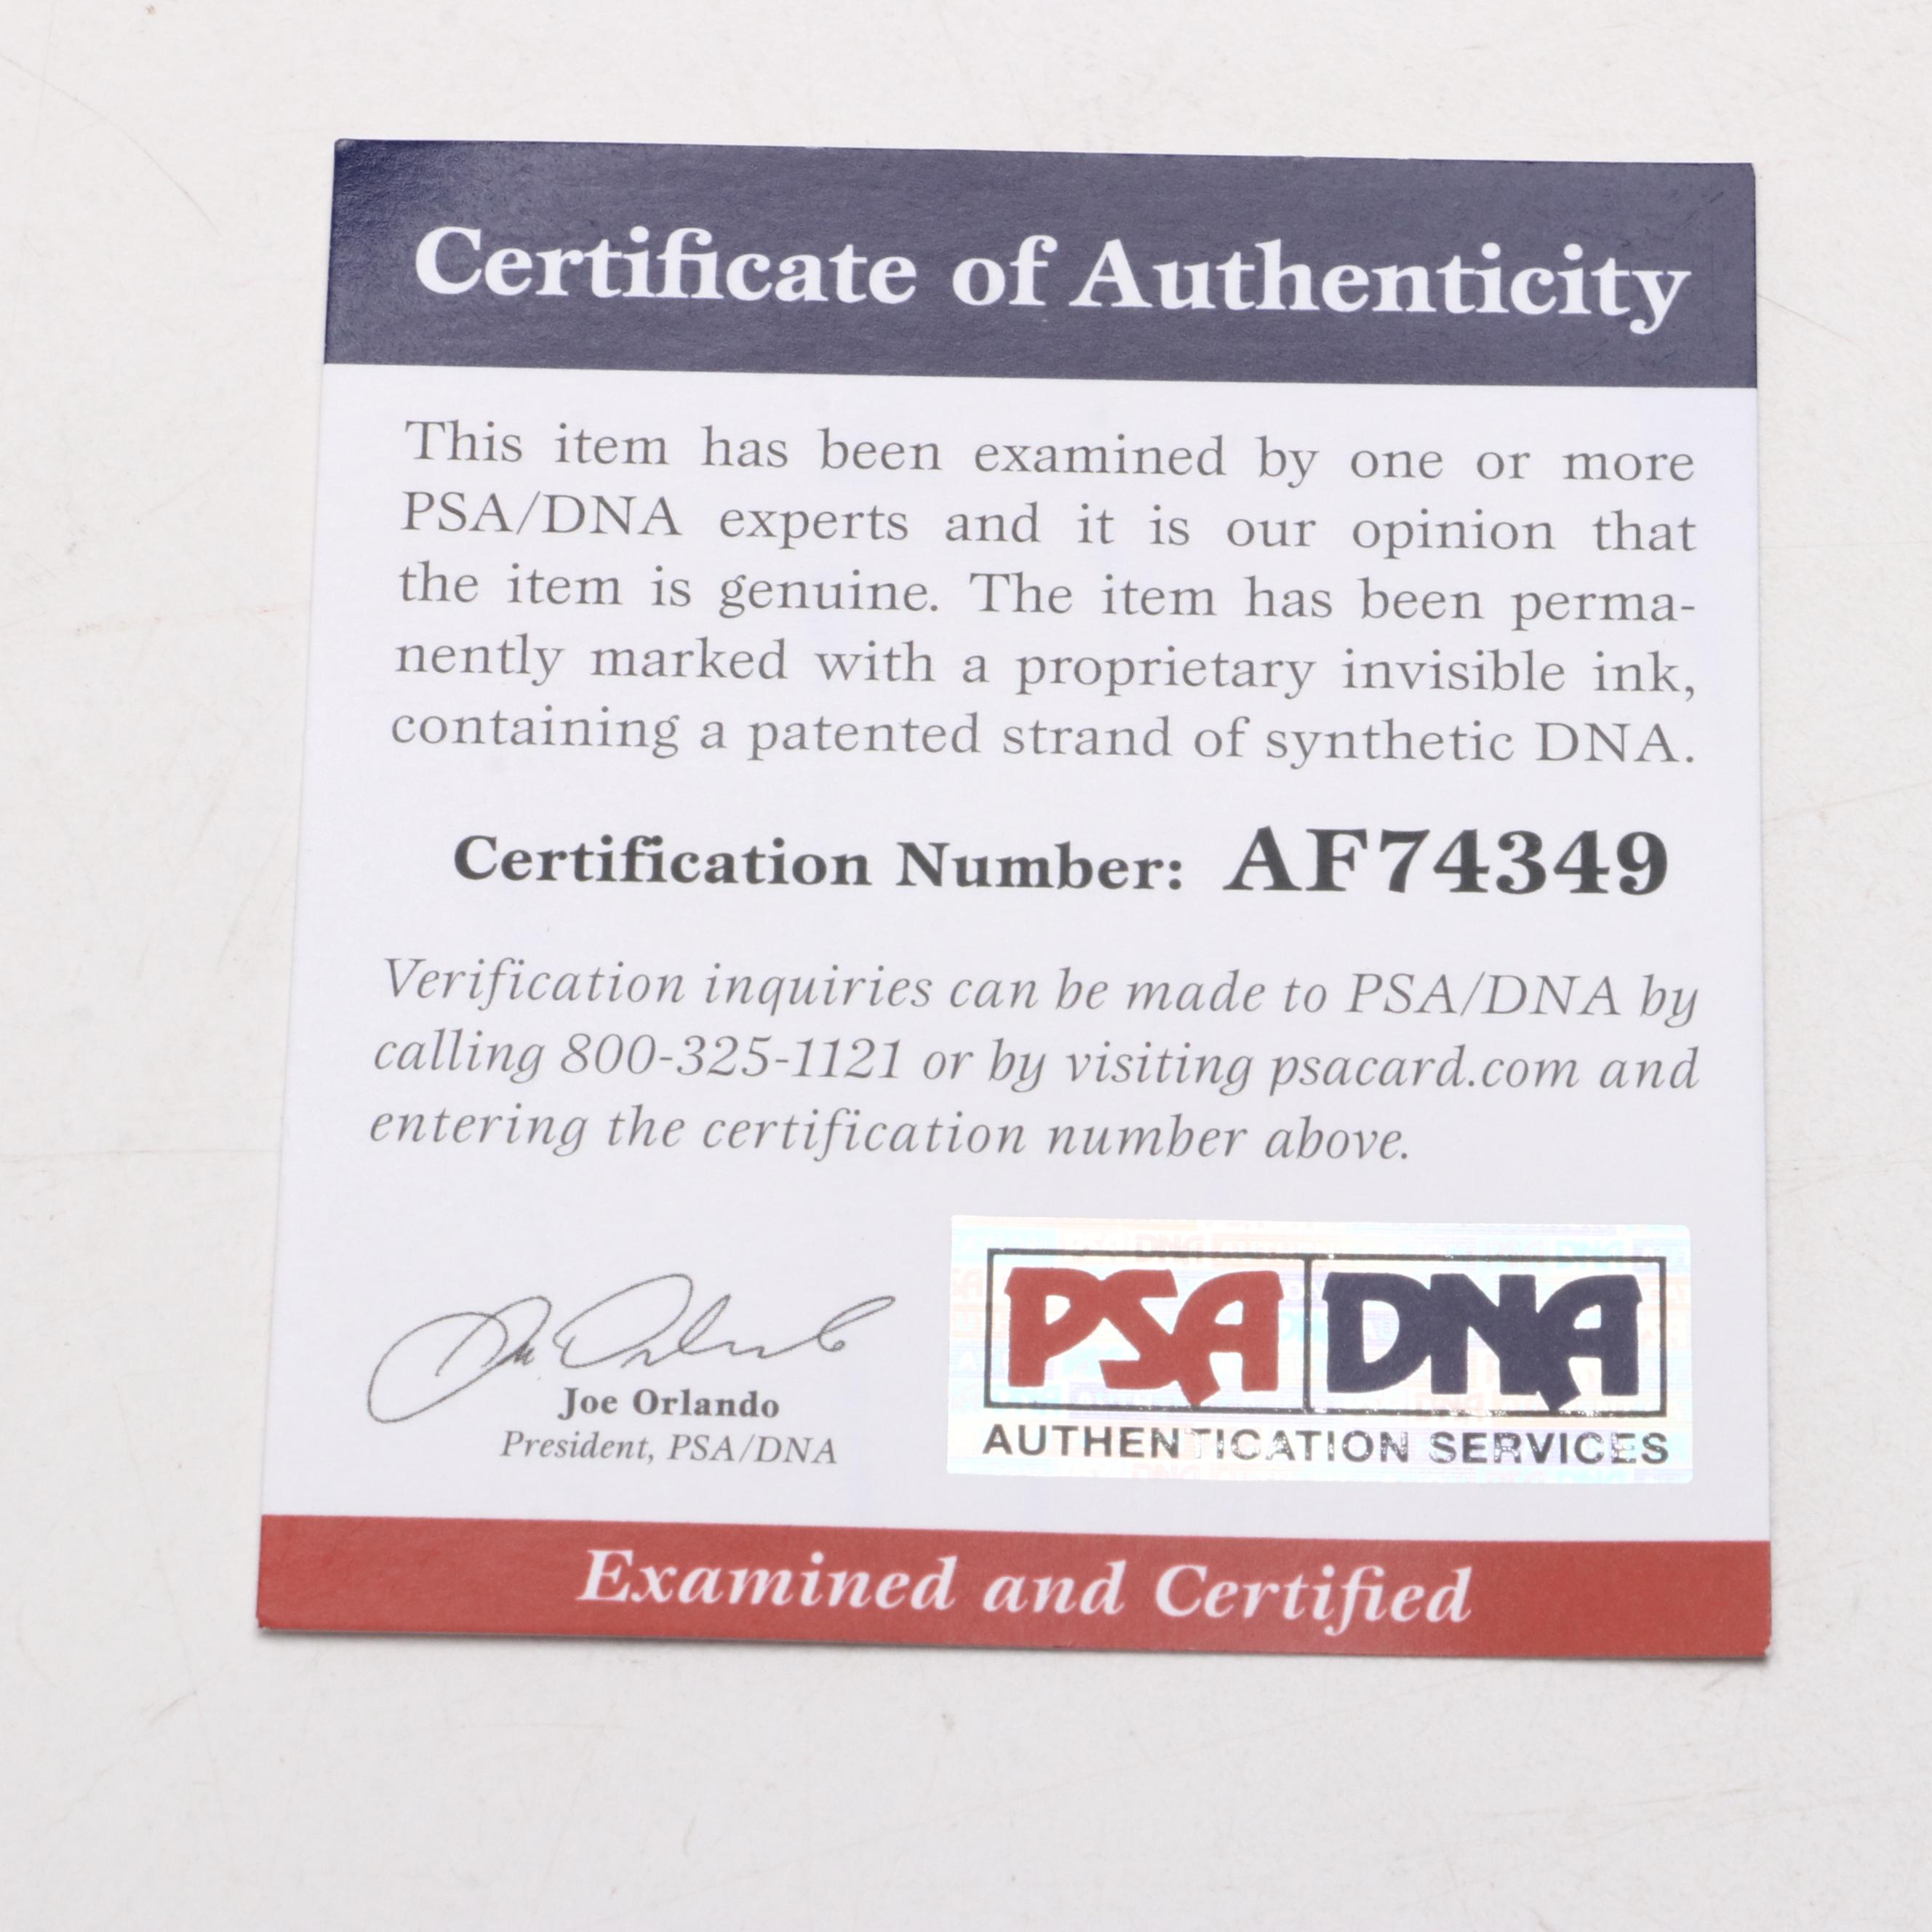 Certificate of Authenticity
This item has been examined by one or more
PSA/DNA experts and it is our opinion that
the item is genuine. The item has been perma-
nently marked with a proprietary invisible ink,
containing a patented strand of synthetic DNA.
Certification Number: AF74349
Verification inquiries can be made to PSA/DNA by
calling 800-325-1121 or by visiting psacard.com and
entering the certification number above.
Joe Orlando
President, PSA/DNA
PSA DNA
AUTHENTICATION SERVICES
Examined and Certified